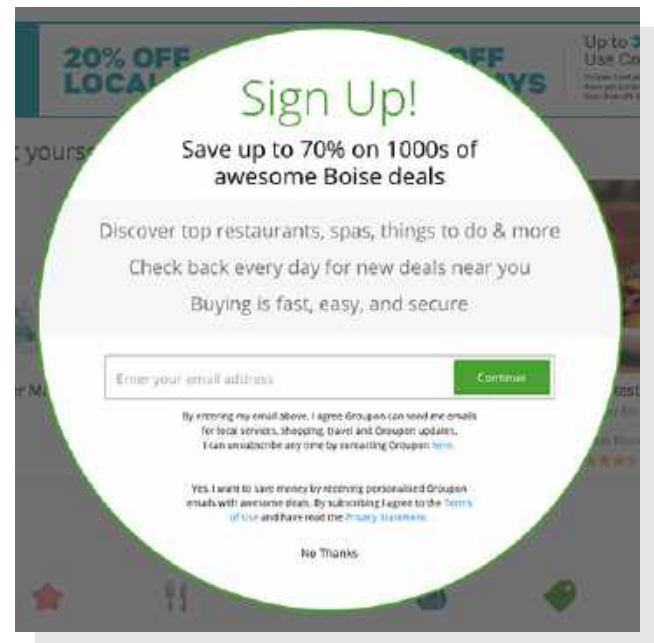 20% OFF
LOCAL
OFF
AYS
Up to 3
Use Co
t yourse
Sign Up!
Save up to 70% on 1000s of
awesome Boise deals
Discover top restaurants, spas, things to do & more
Check back every day for new deals near you
Buying is fast, easy, and secure
Enter your email address
Continue
By entering my email above, I agree Groupon can send me emails
for local services, shopping, travel and Groupon updates.
I can unsubscribe any time by contacting Groupon here.
Yes, I want to save money by receiving personalised Groupon
emails with awesome deals. By subscribing I agree to the Terms
of Use and have read the Privacy Statement.
No Thanks